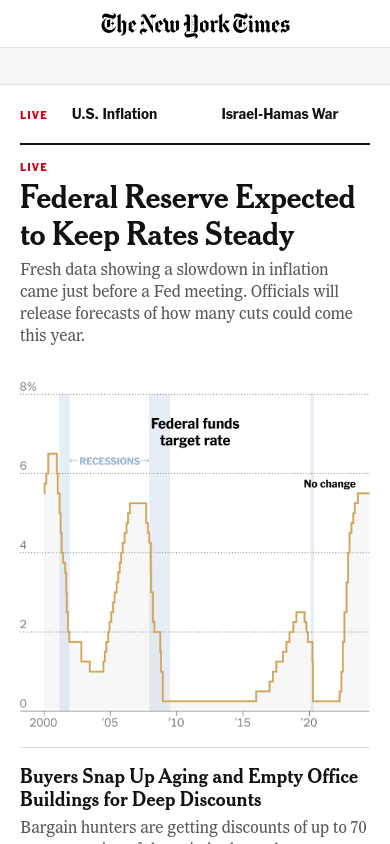 The New York Times
LIVE U.S. Inflation Israel-Hamas War
LIVE
Federal Reserve Expected
to Keep Rates Steady
Fresh data showing a slowdown in inflation
came just before a Fed meeting. Officials will
release forecasts of how many cuts could come
this year.
8%
Federal funds
target rate
←RECESSIONS→
6
No change
4
2
0
2000 '05 '10 '15 '20
Buyers Snap Up Aging and Empty Office
Buildings for Deep Discounts
Bargain hunters are getting discounts of up to 70